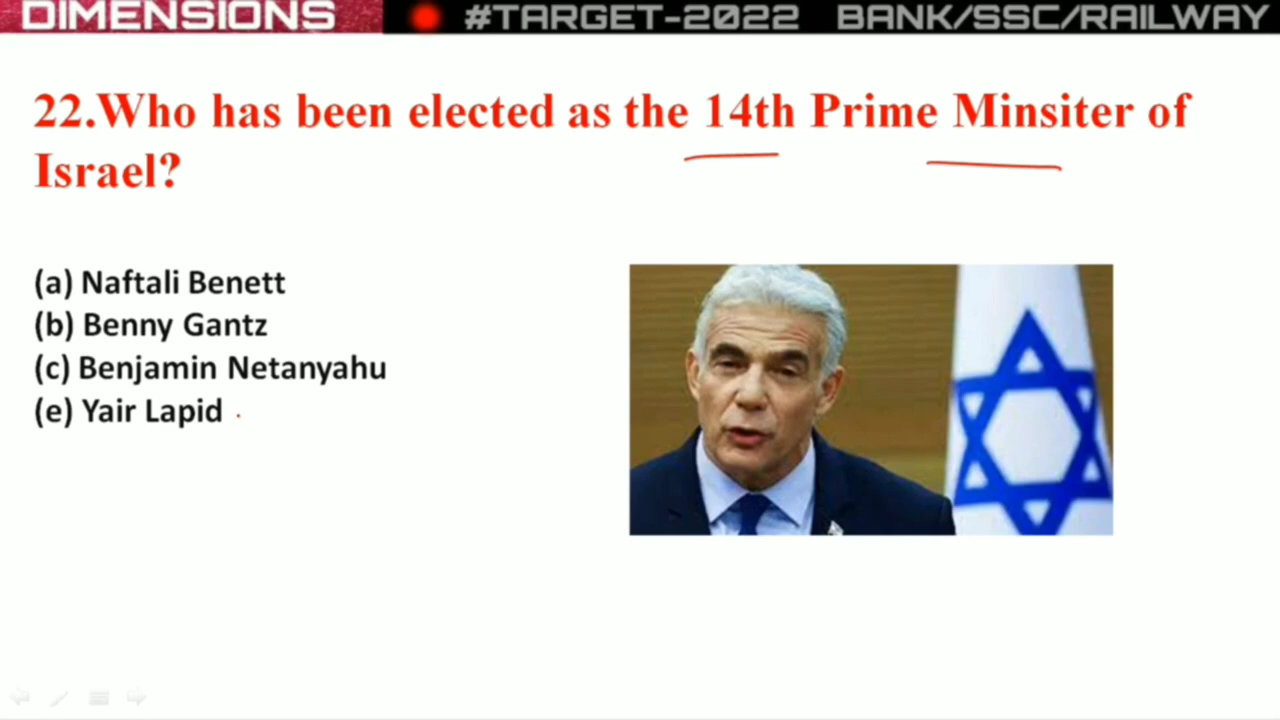 DIMENSIONS #TARGET-2022 BANK/SSC/RAILWAY
22.Who has been elected as the 14th Prime Minsiter of
Israel?
(a) Naftali Benett
(b) Benny Gantz
(c) Benjamin Netanyahu
(e) Yair Lapid